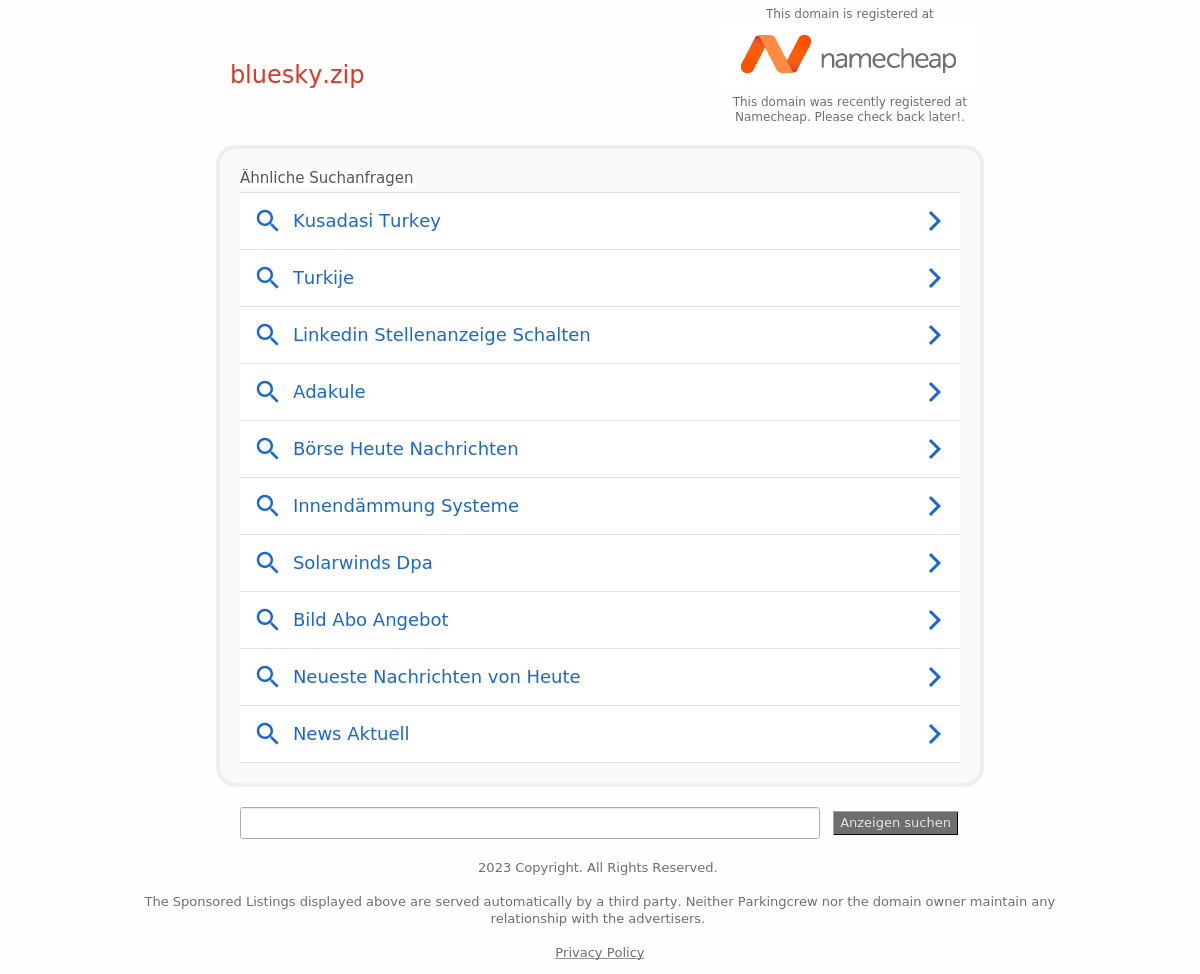 This domain is registered at
namecheap
bluesky.zip
This domain was recently registered at
Namecheap. Please check back later!.
Ähnliche Suchanfragen
Kusadasi Turkey
Turkije
Linkedin Stellenanzeige Schalten
Adakule
Börse Heute Nachrichten
Innendämmung Systeme
Solarwinds Dpa
Bild Abo Angebot
Neueste Nachrichten von Heute
News Aktuell
Anzeigen suchen
2023 Copyright. All Rights Reserved.
The Sponsored Listings displayed above are served automatically by a third party. Neither Parkingcrew nor the domain owner maintain any
relationship with the advertisers.
Privacy Policy